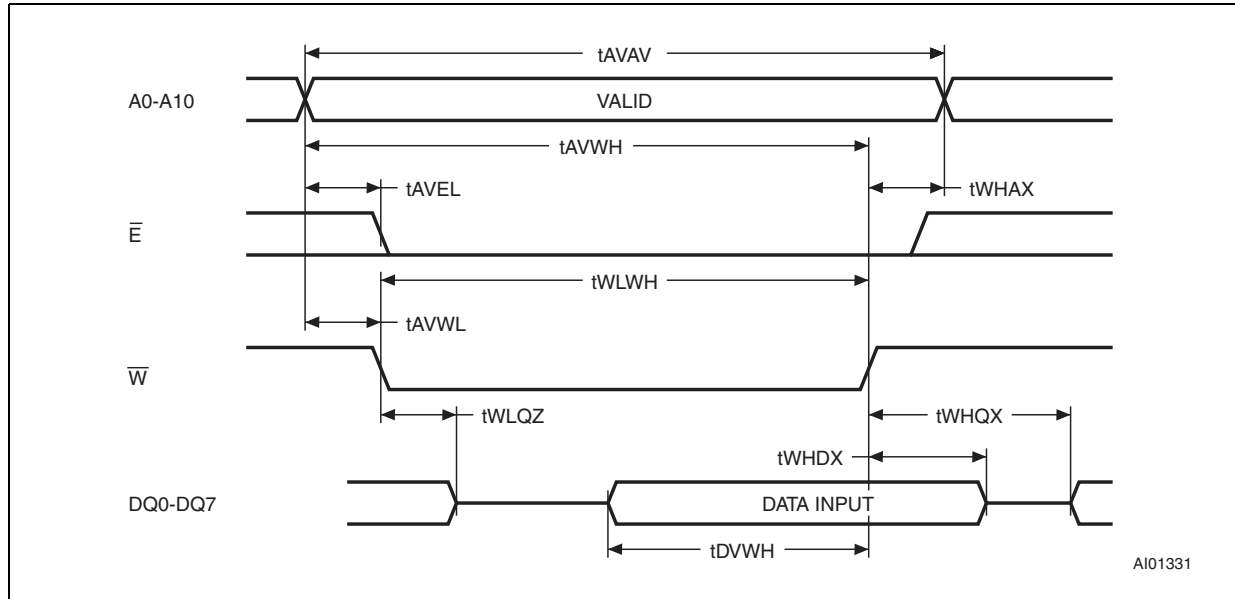 tAVAV
A0-A10
VALID
tAVWH
tAVEL
tWHAX
E̅
tWLWH
tAVWL
W̅
tWLQZ
tWHQX
tWHDX
DQ0-DQ7
DATA INPUT
tDVWH
AI01331